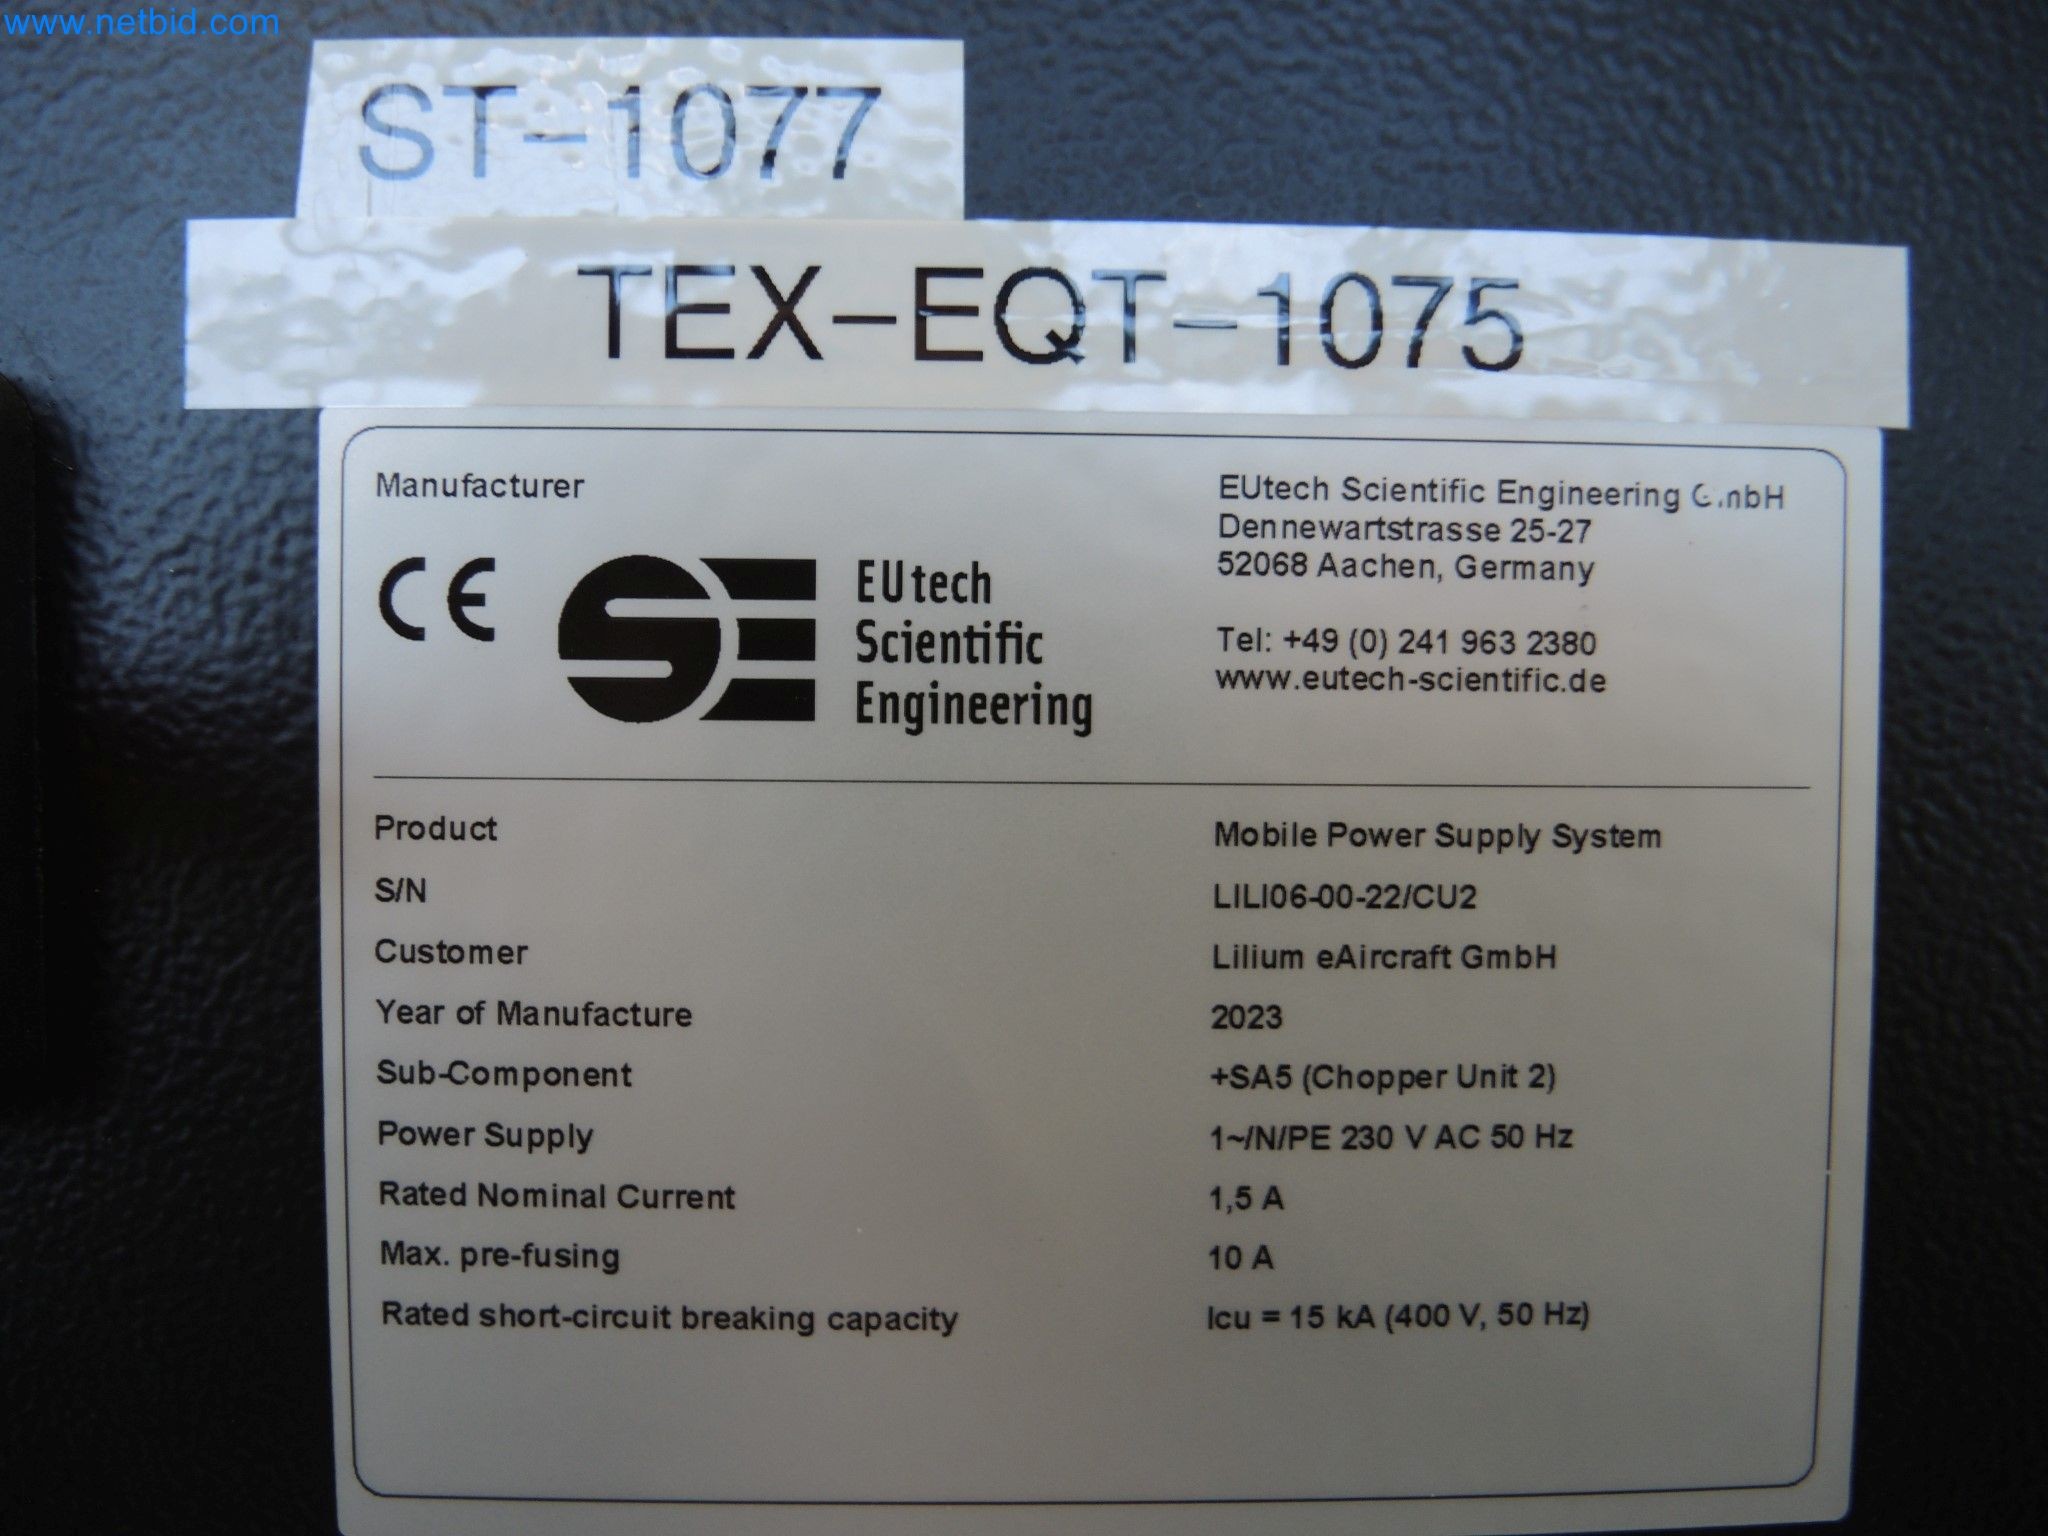 www.netbid.com
ST-1077
TEX-EQT-1075
Manufacturer
EUtech Scientific Engineering GmbH
Dennewartstrasse 25-27
52068 Aachen, Germany
Tel: +49 (0) 241 963 2380
www.eutech-scientific.de
CE
SE
EUtech
Scientific
Engineering
Product Mobile Power Supply System
S/N LILI06-00-22/CU2
Customer Lilium eAircraft GmbH
Year of Manufacture 2023
Sub-Component +SA5 (Chopper Unit 2)
Power Supply 1~/N/PE 230 V AC 50 Hz
Rated Nominal Current 1,5 A
Max. pre-fusing 10 A
Rated short-circuit breaking capacity Icu = 15 kA (400 V, 50 Hz)